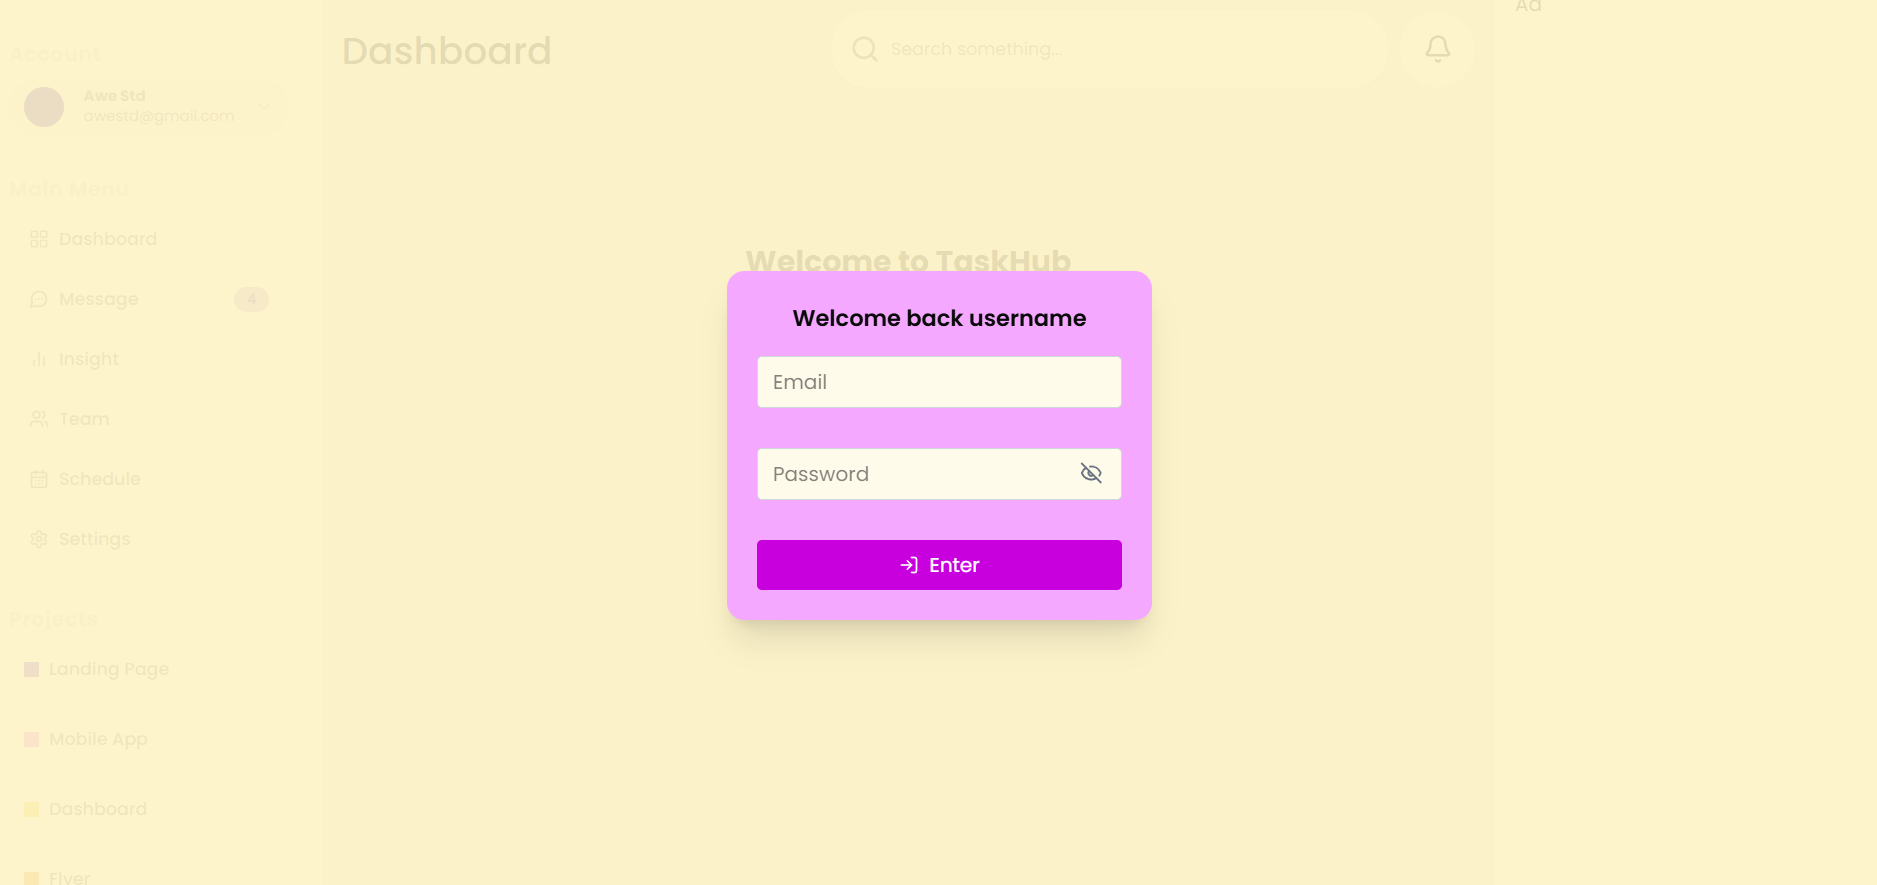 Account
Awe Std
awestd@gmail.com
Main Menu
Dashboard
Message
4
Insight
Team
Schedule
Settings
Projects
Landing Page
Mobile App
Dashboard
Flyer
Dashboard
Search something...
Welcome to TaskHub
Welcome back username
Email
Password
Enter
Ad